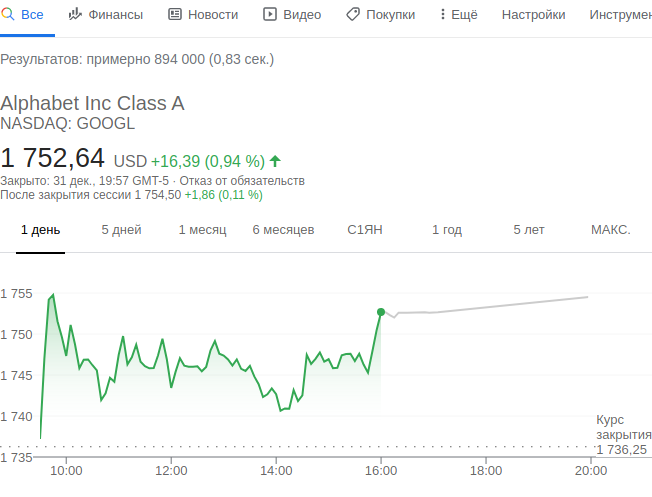 Все Финансы Новости Видео Покупки Ещё Настройки Инструмен
Результатов: примерно 894 000 (0,83 сек.)
Alphabet Inc Class A
NASDAQ: GOOGL
1 752,64 USD +16,39 (0,94 %)
Закрыто: 31 дек., 19:57 GMT-5 · Отказ от обязательств
После закрытия сессии 1 754,50 +1,86 (0,11 %)
1 день 5 дней 1 месяц 6 месяцев С1ЯН 1 год 5 лет МАКС.
1 755
1 750
1 745
1 740
Курс
закрытия
1 736,25
1 735
10:00 12:00 14:00 16:00 18:00 20:00